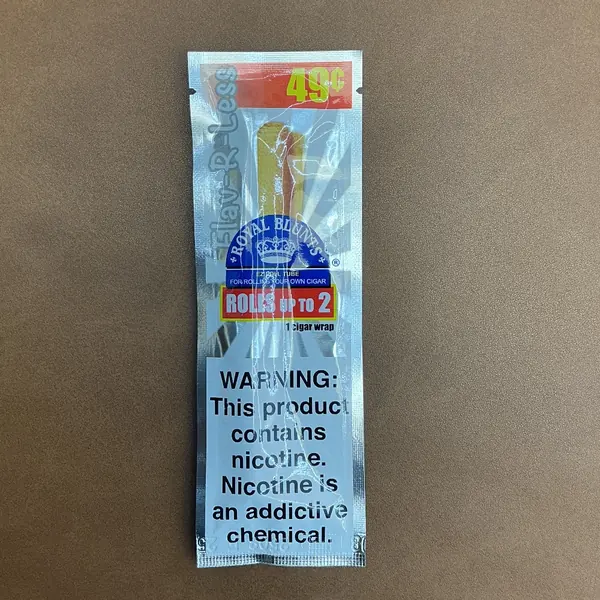 49¢
Flav-R-Less
ROYAL BLUNTS
®
EZ ROLL TUBE
FOR ROLLING YOUR OWN CIGAR
ROLLS UP TO 2
1 cigar wrap
WARNING:
This product
contains
nicotine.
Nicotine is
an addictive
chemical.